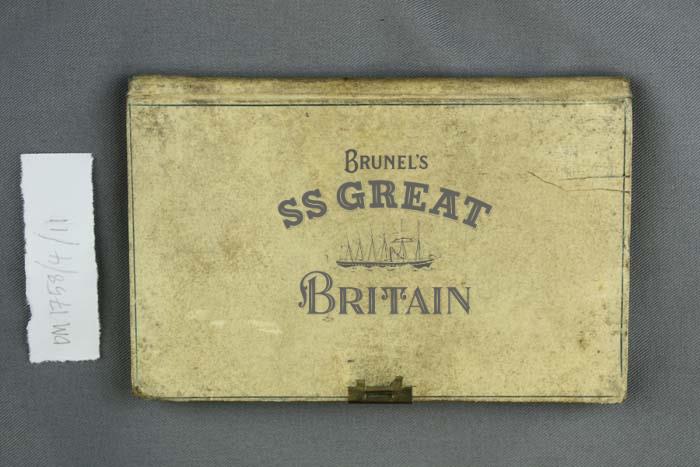 BRUNEL'S
SS GREAT
BRITAIN
DM1758/4/11